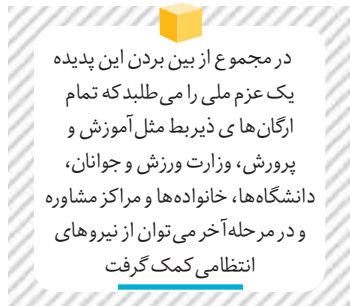 در مجموع از بین بردن این پدیده
یک عزم ملی را می‌طلبدکه تمام
ارگان‌ها ی ذیربط مثل آموزش و
پرورش، وزارت ورزش و جوانان،
دانشگاه‌ها، خانواده‌ها و مراکز مشاوره
و در مرحله‌آخر می‌توان از نیروهای
انتظامی کمک گرفت